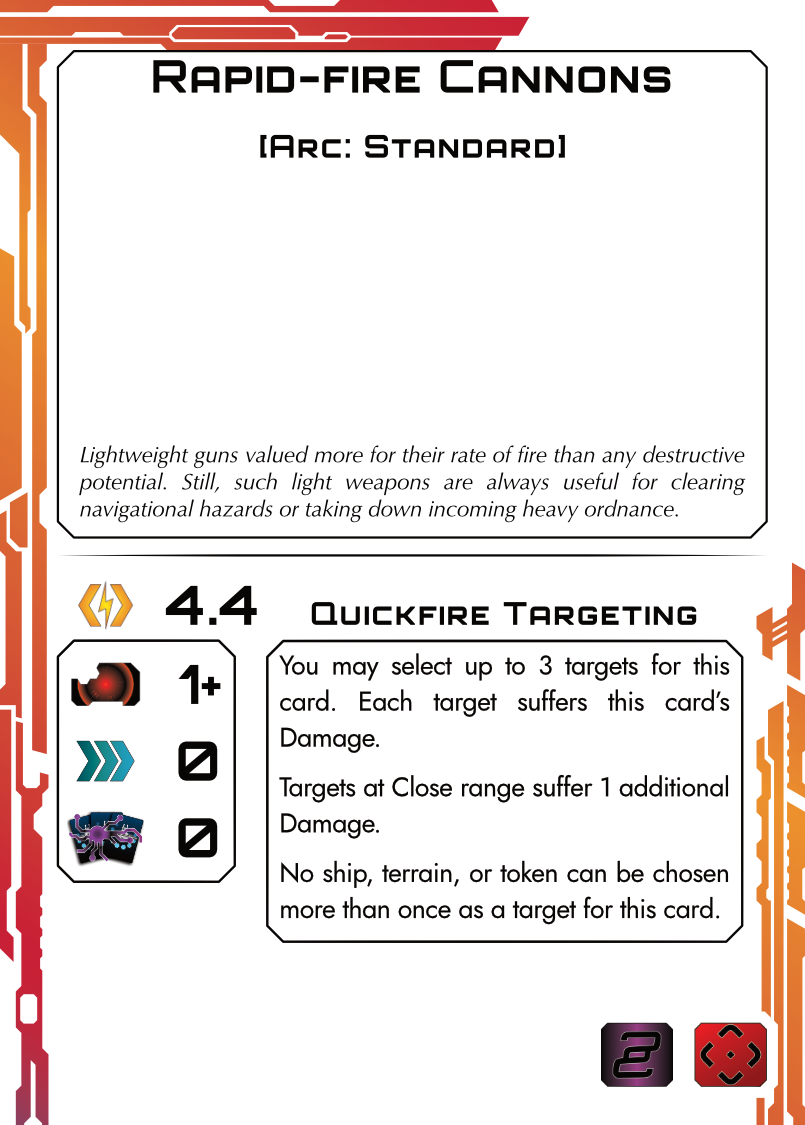 Rapid-fire Cannons
[Arc: Standard]
Lightweight guns valued more for their rate of fire than any destructive
potential. Still, such light weapons are always useful for clearing
navigational hazards or taking down incoming heavy ordnance.
4.4
Quickfire Targeting
1+
0
0
You may select up to 3 targets for this
card. Each target suffers this card's
Damage.
Targets at Close range suffer 1 additional
Damage.
No ship, terrain, or token can be chosen
more than once as a target for this card.